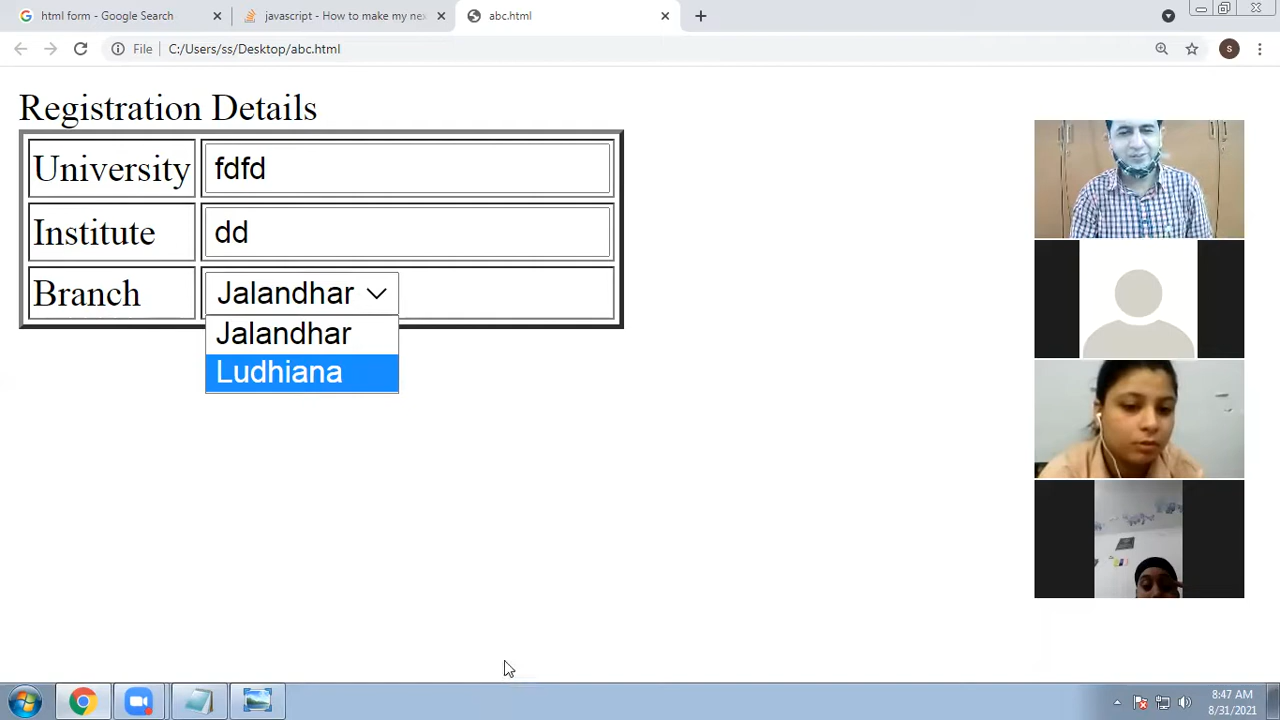 html form - Google Search
javascript - How to make my nex
abc.html
File
C:/Users/ss/Desktop/abc.html
s
Registration Details
University fdfd
Institute dd
Branch Jalandhar
Jalandhar
Ludhiana
8:47 AM
8/31/2021